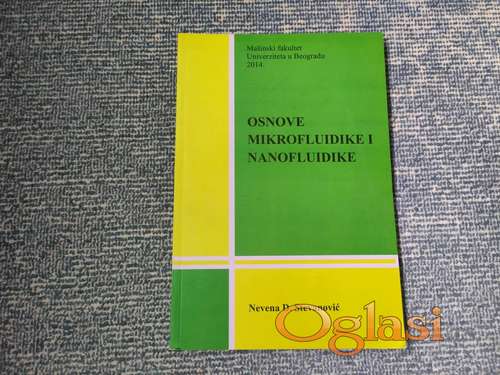 Mašinski fakultet
Univerziteta u Beogradu
2014.
OSNOVE
MIKROFLUIDIKE I
NANOFLUIDIKE
Nevena D. Stevanović
Oglasi